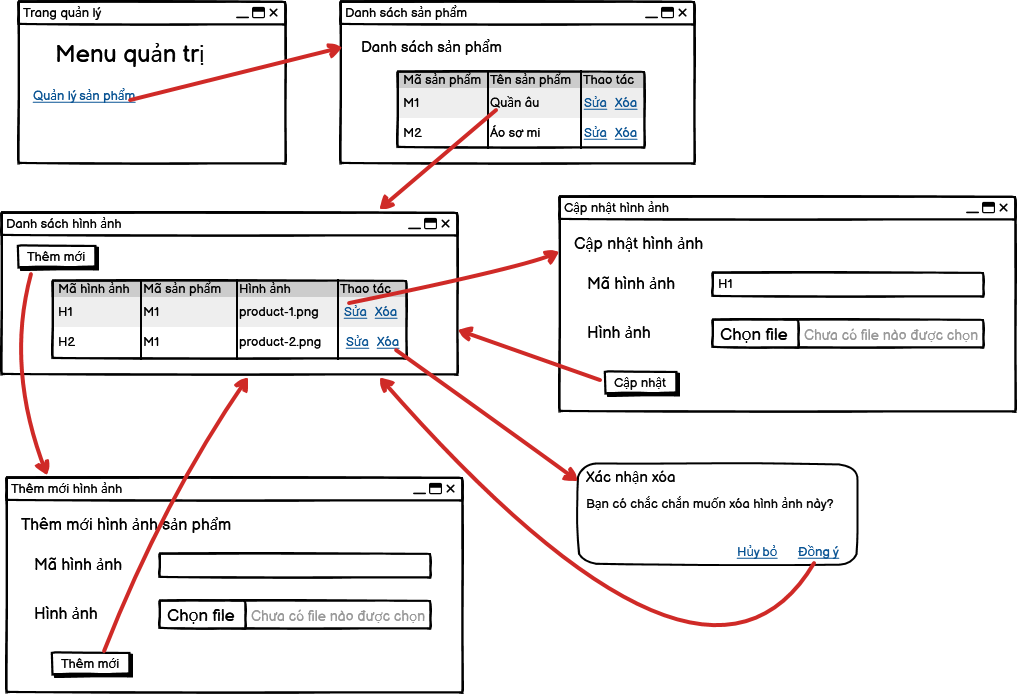 Trang quản lý
Menu quản trị
Quản lý sản phẩm
Danh sách sản phẩm
Danh sách sản phẩm
Mã sản phẩm Tên sản phẩm Thao tác
M1 Quần âu Sửa Xóa
M2 Áo sơ mi Sửa Xóa
Danh sách hình ảnh
Thêm mới
Mã hình ảnh Mã sản phẩm Hình ảnh Thao tác
H1 M1 product-1.png Sửa Xóa
H2 M1 product-2.png Sửa Xóa
Cập nhật hình ảnh
Cập nhật hình ảnh
Mã hình ảnh H1
Hình ảnh Chọn file Chưa có file nào được chọn
Cập nhật
Thêm mới hình ảnh
Thêm mới hình ảnh sản phẩm
Mã hình ảnh
Hình ảnh Chọn file Chưa có file nào được chọn
Thêm mới
Xác nhận xóa
Bạn có chắc chắn muốn xóa hình ảnh này?
Hủy bỏ Đồng ý